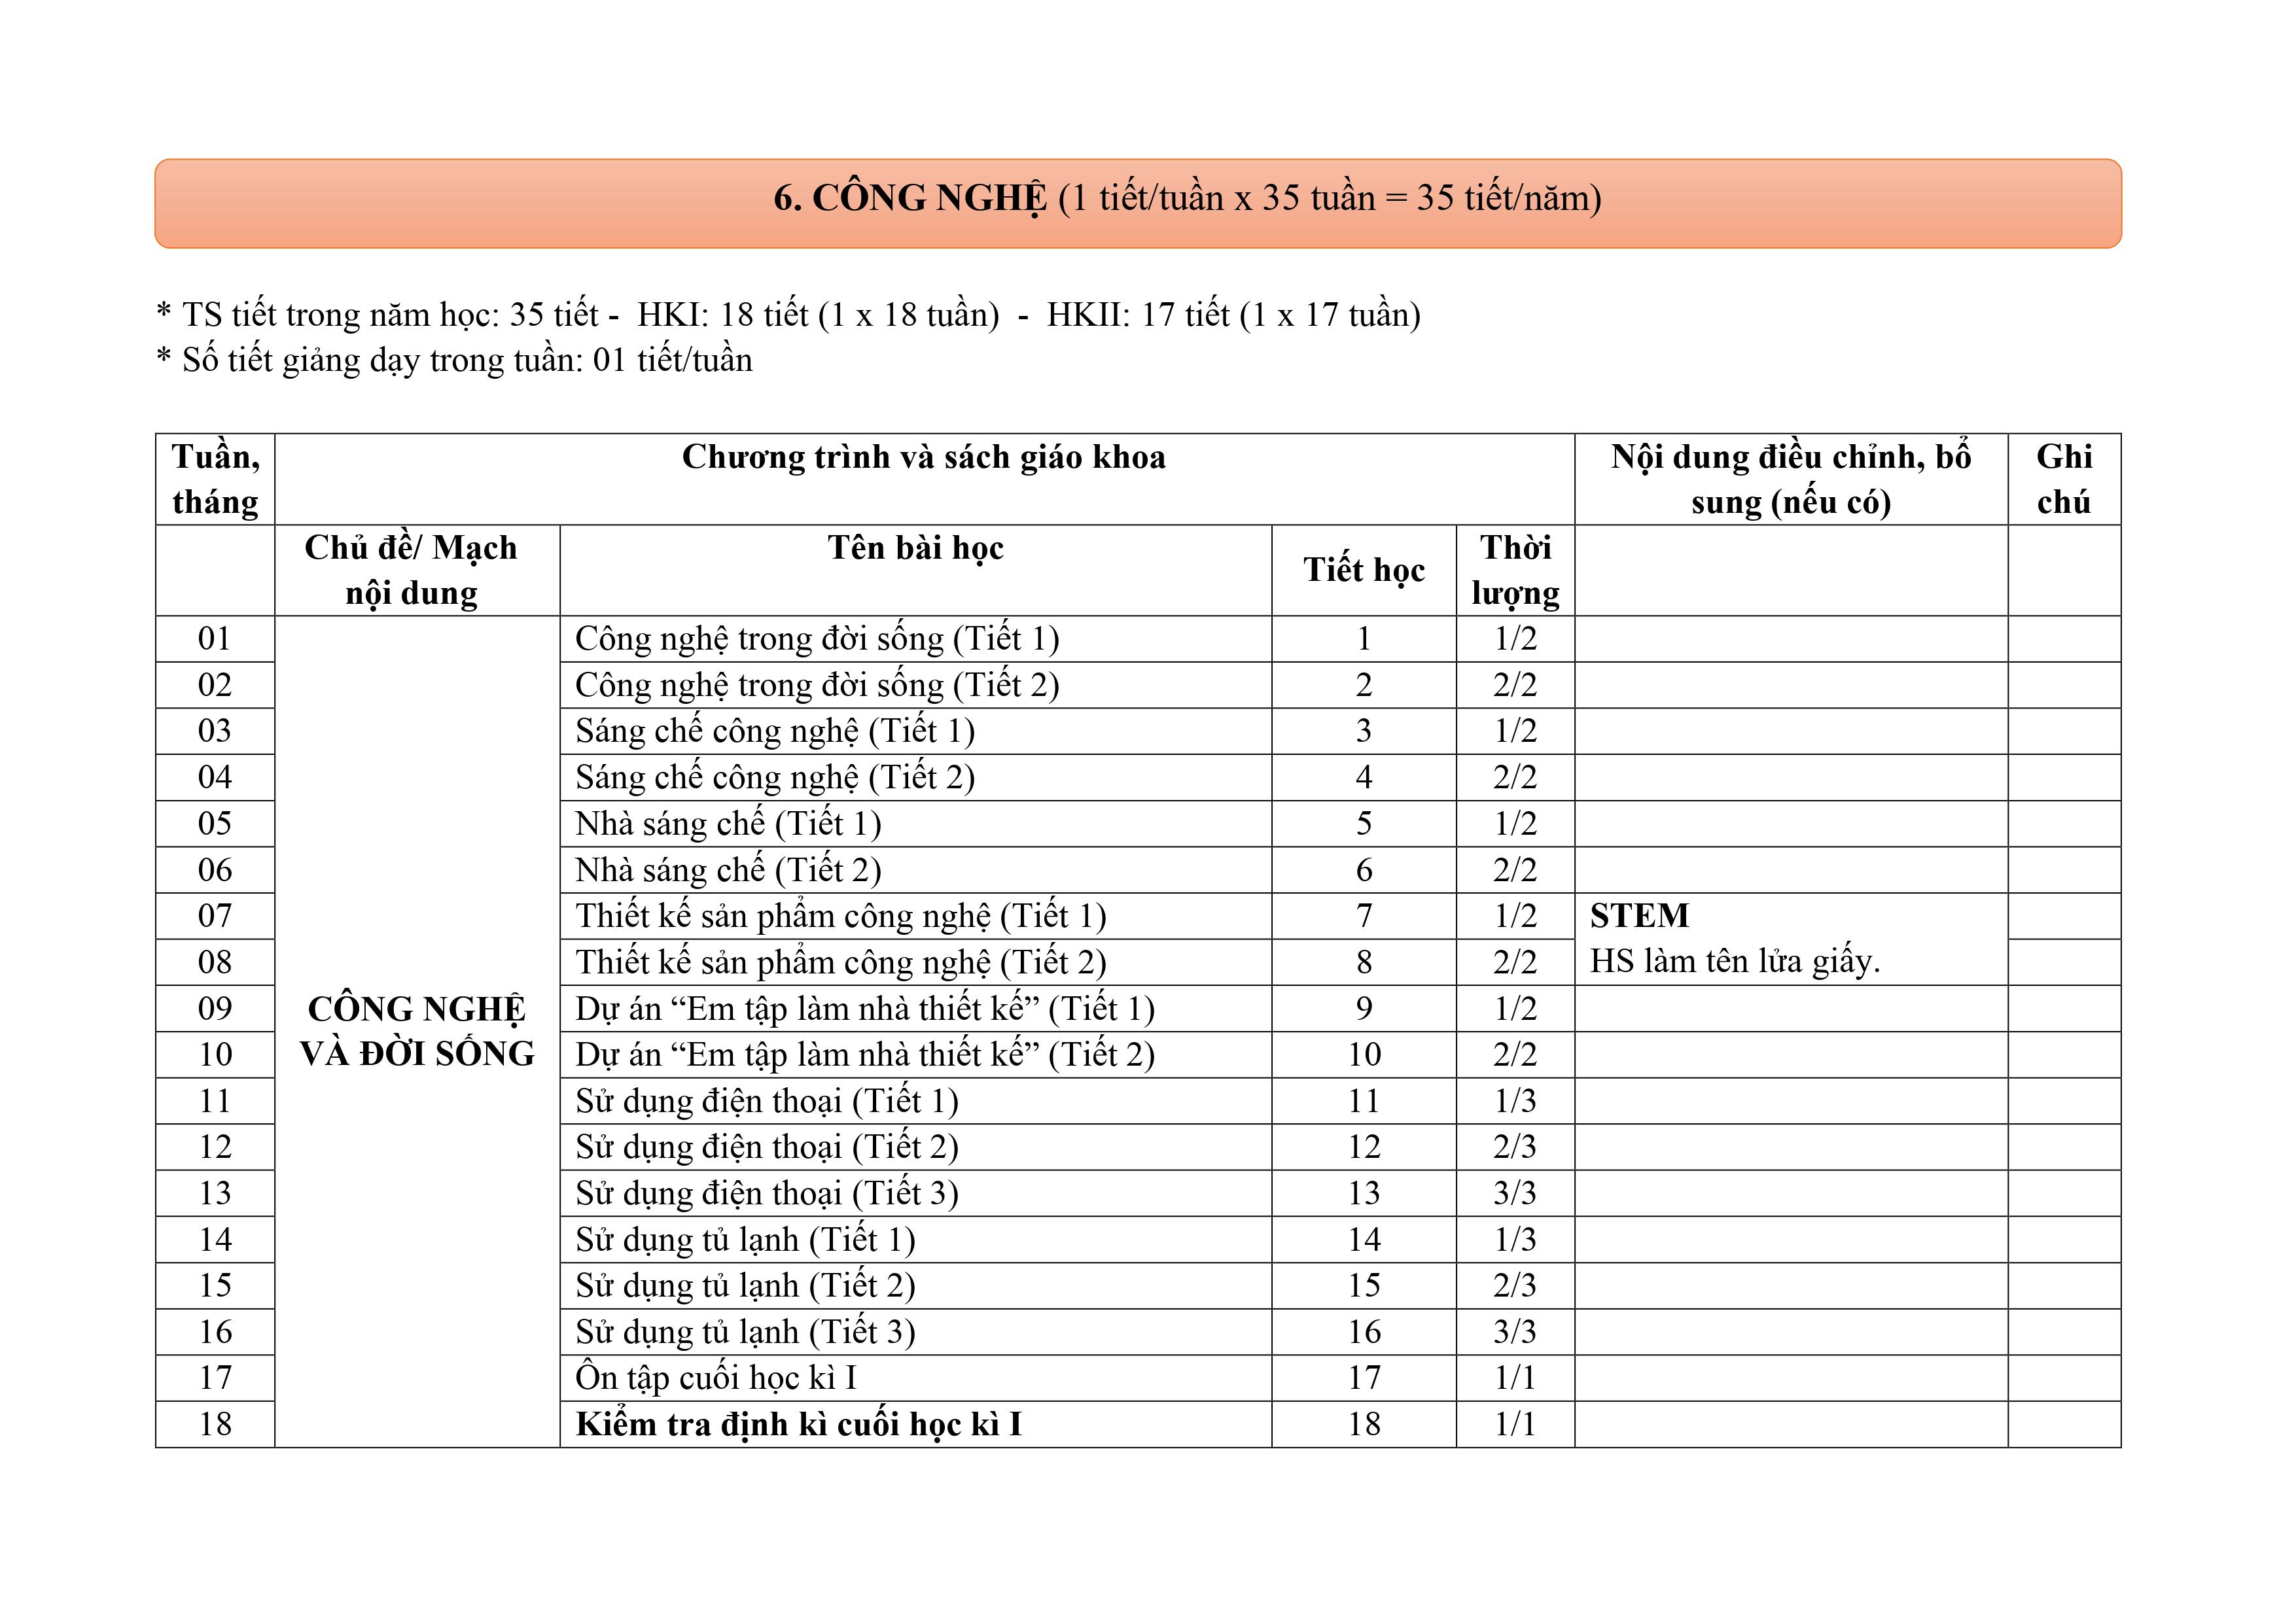 6. CÔNG NGHỆ (1 tiết/tuần x 35 tuần = 35 tiết/năm)
* TS tiết trong năm học: 35 tiết - HKI: 18 tiết (1 x 18 tuần) - HKII: 17 tiết (1 x 17 tuần)
* Số tiết giảng dạy trong tuần: 01 tiết/tuần
Tuần, tháng | Chương trình và sách giáo khoa | Nội dung điều chỉnh, bổ sung (nếu có) | Ghi chú
Chủ đề/ Mạch nội dung | Tên bài học | Tiết học | Thời lượng
CÔNG NGHỆ VÀ ĐỜI SỐNG
01 | Công nghệ trong đời sống (Tiết 1) | 1 | 1/2
02 | Công nghệ trong đời sống (Tiết 2) | 2 | 2/2
03 | Sáng chế công nghệ (Tiết 1) | 3 | 1/2
04 | Sáng chế công nghệ (Tiết 2) | 4 | 2/2
05 | Nhà sáng chế (Tiết 1) | 5 | 1/2
06 | Nhà sáng chế (Tiết 2) | 6 | 2/2
07 | Thiết kế sản phẩm công nghệ (Tiết 1) | 7 | 1/2 | STEM
08 | Thiết kế sản phẩm công nghệ (Tiết 2) | 8 | 2/2 | HS làm tên lửa giấy.
09 | Dự án “Em tập làm nhà thiết kế” (Tiết 1) | 9 | 1/2
10 | Dự án “Em tập làm nhà thiết kế” (Tiết 2) | 10 | 2/2
11 | Sử dụng điện thoại (Tiết 1) | 11 | 1/3
12 | Sử dụng điện thoại (Tiết 2) | 12 | 2/3
13 | Sử dụng điện thoại (Tiết 3) | 13 | 3/3
14 | Sử dụng tủ lạnh (Tiết 1) | 14 | 1/3
15 | Sử dụng tủ lạnh (Tiết 2) | 15 | 2/3
16 | Sử dụng tủ lạnh (Tiết 3) | 16 | 3/3
17 | Ôn tập cuối học kì I | 17 | 1/1
18 | Kiểm tra định kì cuối học kì I | 18 | 1/1